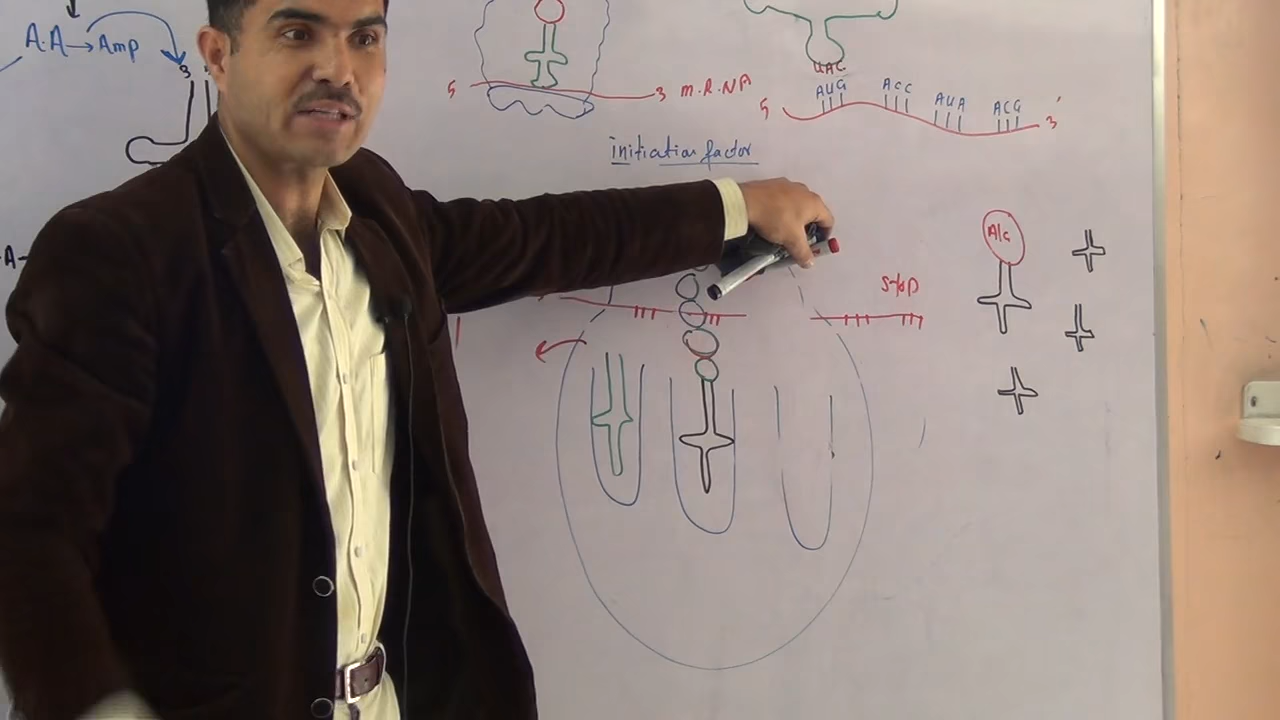 A.A → Amp
3
5 3 m.R.NA
UAC
AUG ACC AUA ACG
5 3'
initiation factor
A/c
stop
A